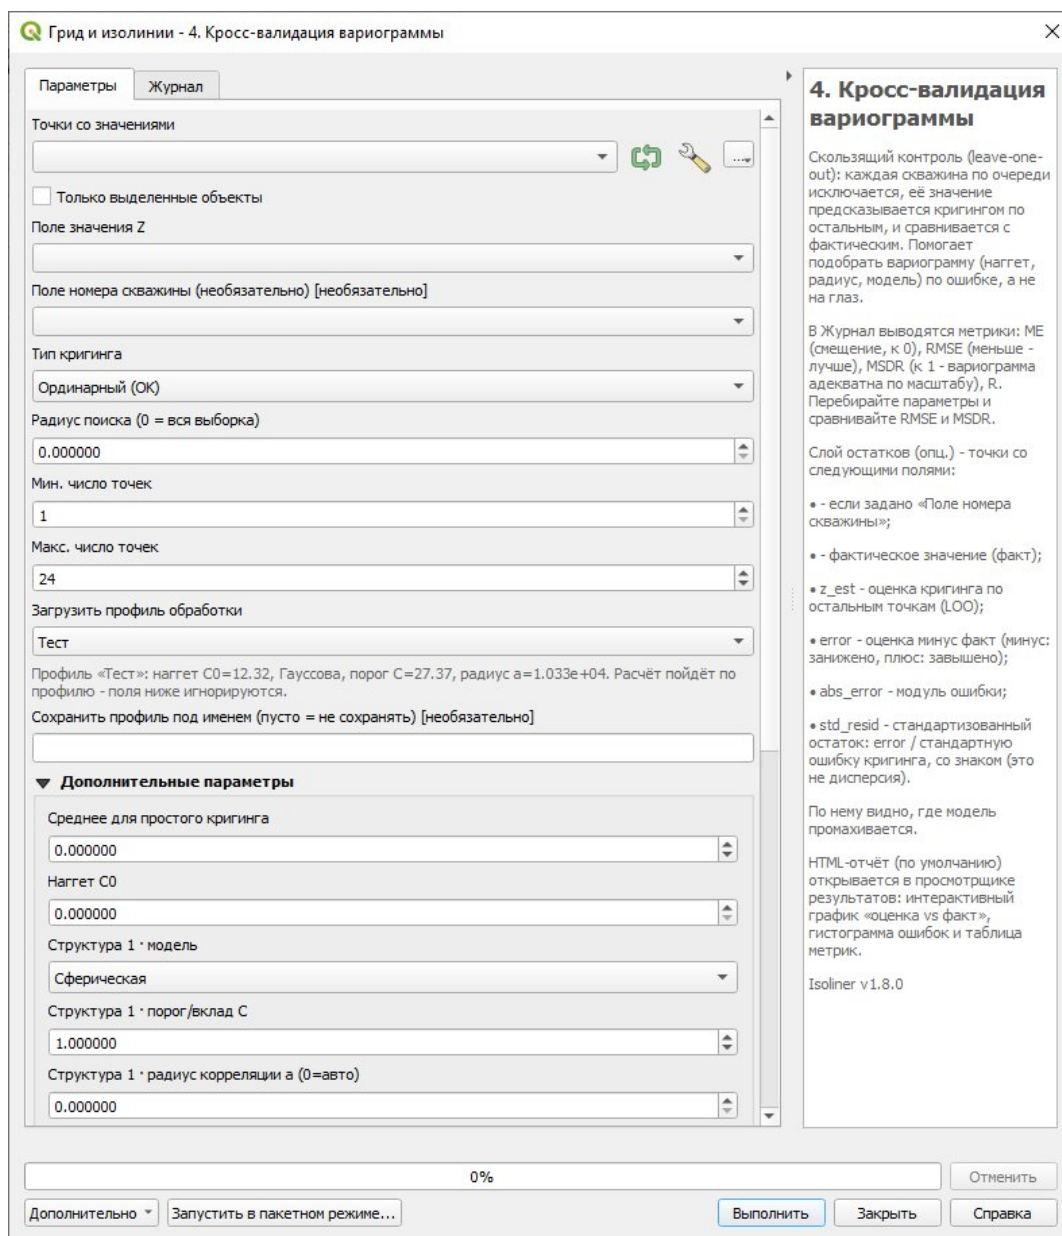 Грид и изолинии - 4. Кросс-валидация вариограммы
Параметры
Журнал
Точки со значениями
...
Только выделенные объекты
Поле значения Z
Поле номера скважины (необязательно) [необязательно]
Тип кригинга
Ординарный (OK)
Радиус поиска (0 = вся выборка)
0.000000
Мин. число точек
1
Макс. число точек
24
Загрузить профиль обработки
Тест
Профиль «Тест»: наггет C0=12.32, Гауссова, порог C=27.37, радиус a=1.033e+04. Расчёт пойдёт по
профилю - поля ниже игнорируются.
Сохранить профиль под именем (пусто = не сохранять) [необязательно]
Дополнительные параметры
Среднее для простого кригинга
0.000000
Наггет C0
0.000000
Структура 1 · модель
Сферическая
Структура 1 · порог/вклад C
1.000000
Структура 1 · радиус корреляции a (0=авто)
0.000000
4. Кросс-валидация
вариограммы
Скользящий контроль (leave-one-
out): каждая скважина по очереди
исключается, её значение
предсказывается кригингом по
остальным, и сравнивается с
фактическим. Помогает
подобрать вариограмму (наггет,
радиус, модель) по ошибке, а не
на глаз.
В Журнал выводятся метрики: ME
(смещение, к 0), RMSE (меньше -
лучше), MSDR (к 1 - вариограмма
адекватна по масштабу), R.
Перебирайте параметры и
сравнивайте RMSE и MSDR.
Слой остатков (опц.) - точки со
следующими полями:
• - если задано «Поле номера
скважины»;
• - фактическое значение (факт);
• z_est - оценка кригинга по
остальным точкам (LOO);
• error - оценка минус факт (минус:
занижено, плюс: завышено);
• abs_error - модуль ошибки;
• std_resid - стандартизованный
остаток: error / стандартную
ошибку кригинга, со знаком (это
не дисперсия).
По нему видно, где модель
промахивается.
HTML-отчёт (по умолчанию)
открывается в просмотрщике
результатов: интерактивный
график «оценка vs факт»,
гистограмма ошибок и таблица
метрик.
Isoliner v1.8.0
0%
Отменить
Дополнительно
Запустить в пакетном режиме...
Выполнить
Закрыть
Справка